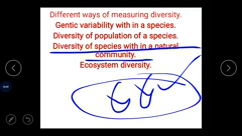 Different ways of measuring diversity.
Gentic variability with in a species.
Diversity of population of a species.
Diversity of species with in a natural
community.
Ecosystem diversity.